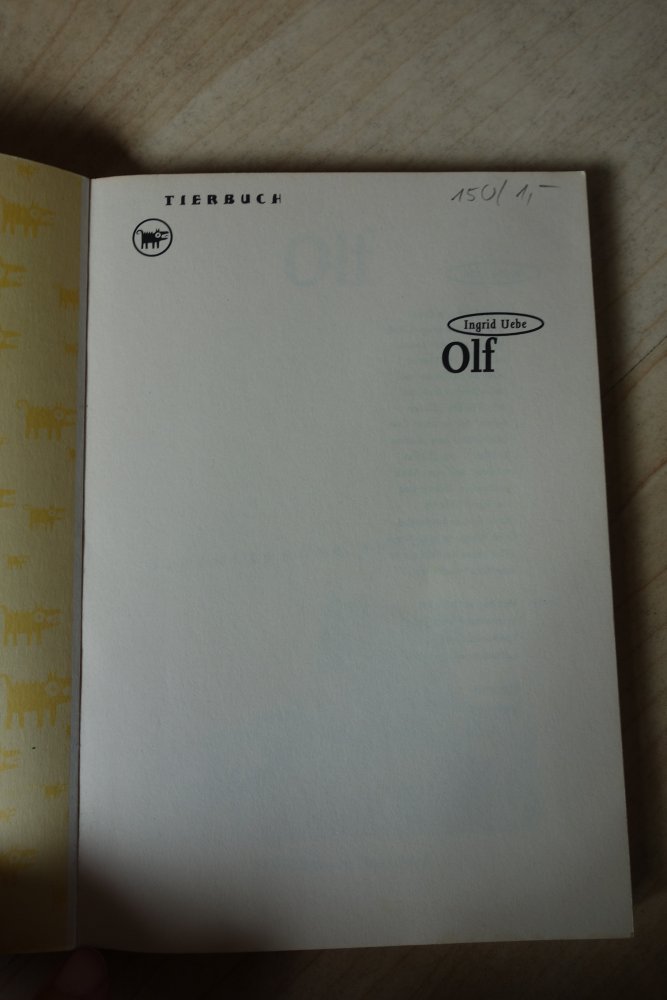 TIERBUCH
150/ 1,–
Ingrid Uebe
Olf